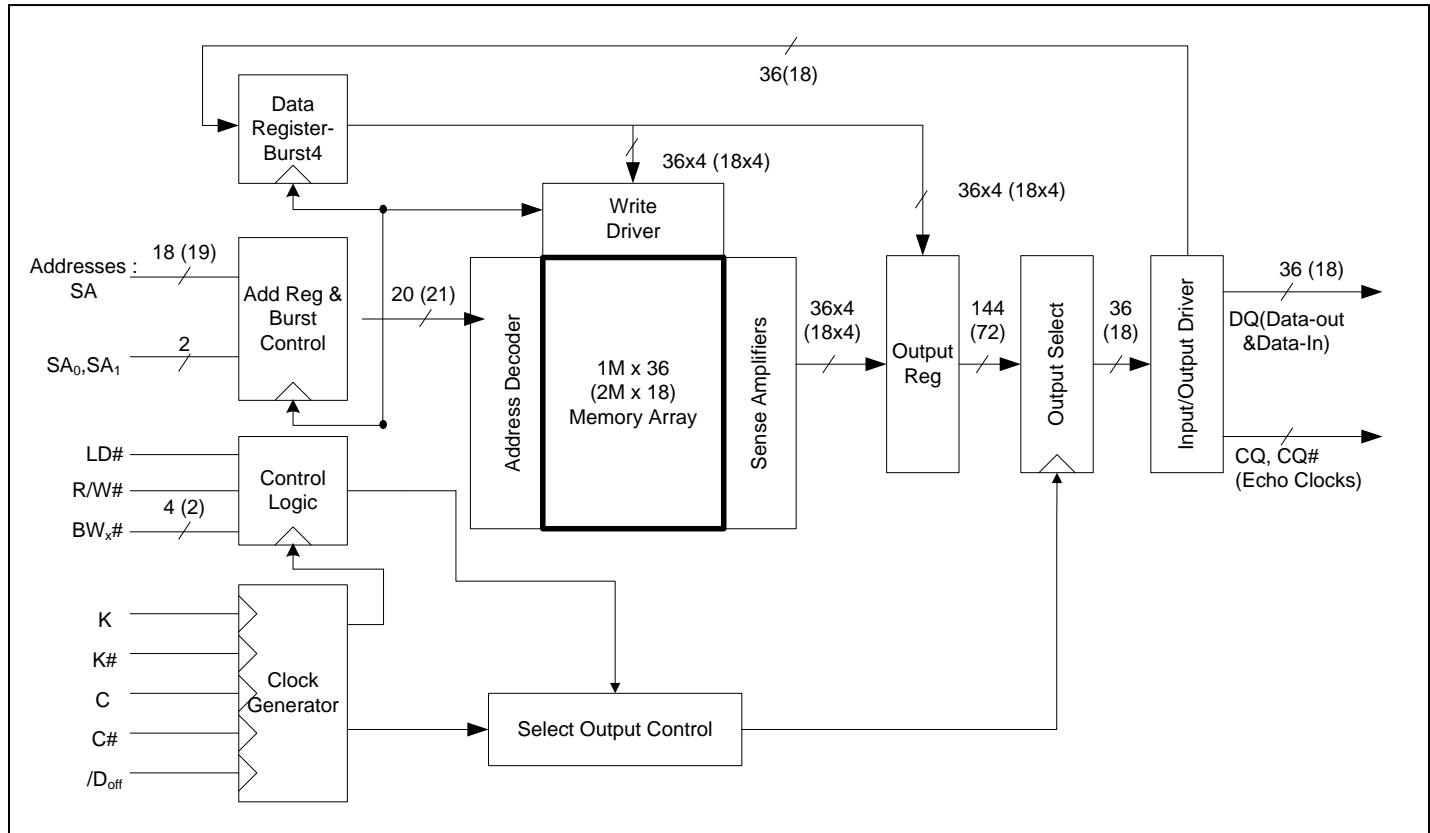 36(18)
Data
Register-
Burst4
36x4 (18x4)
36x4 (18x4)
Write
Driver
Addresses :
SA
18 (19)
SA0,SA1
2
Add Reg &
Burst
Control
20 (21)
Address Decoder
1M x 36
(2M x 18)
Memory Array
Sense Amplifiers
36x4
(18x4)
Output
Reg
144
(72)
Output Select
36
(18)
Input/Output Driver
36 (18)
DQ(Data-out
&Data-In)
CQ, CQ#
(Echo Clocks)
LD#
R/W#
BWx#
4 (2)
Control
Logic
K
K#
C
C#
/Doff
Clock
Generator
Select Output Control